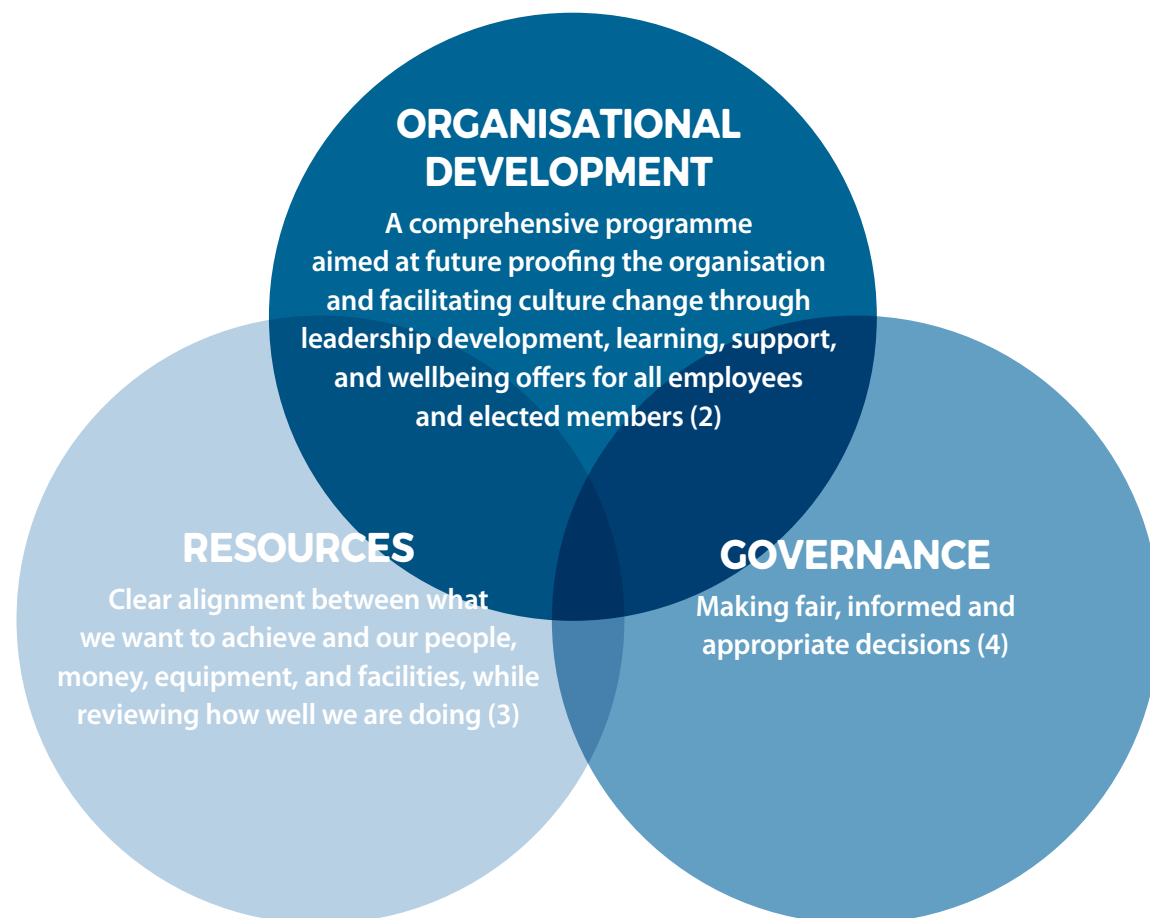 ORGANISATIONAL
DEVELOPMENT
A comprehensive programme
aimed at future proofing the organisation
and facilitating culture change through
leadership development, learning, support,
and wellbeing offers for all employees
and elected members (2)
RESOURCES
Clear alignment between what
we want to achieve and our people,
money, equipment, and facilities, while
reviewing how well we are doing (3)
GOVERNANCE
Making fair, informed and
appropriate decisions (4)